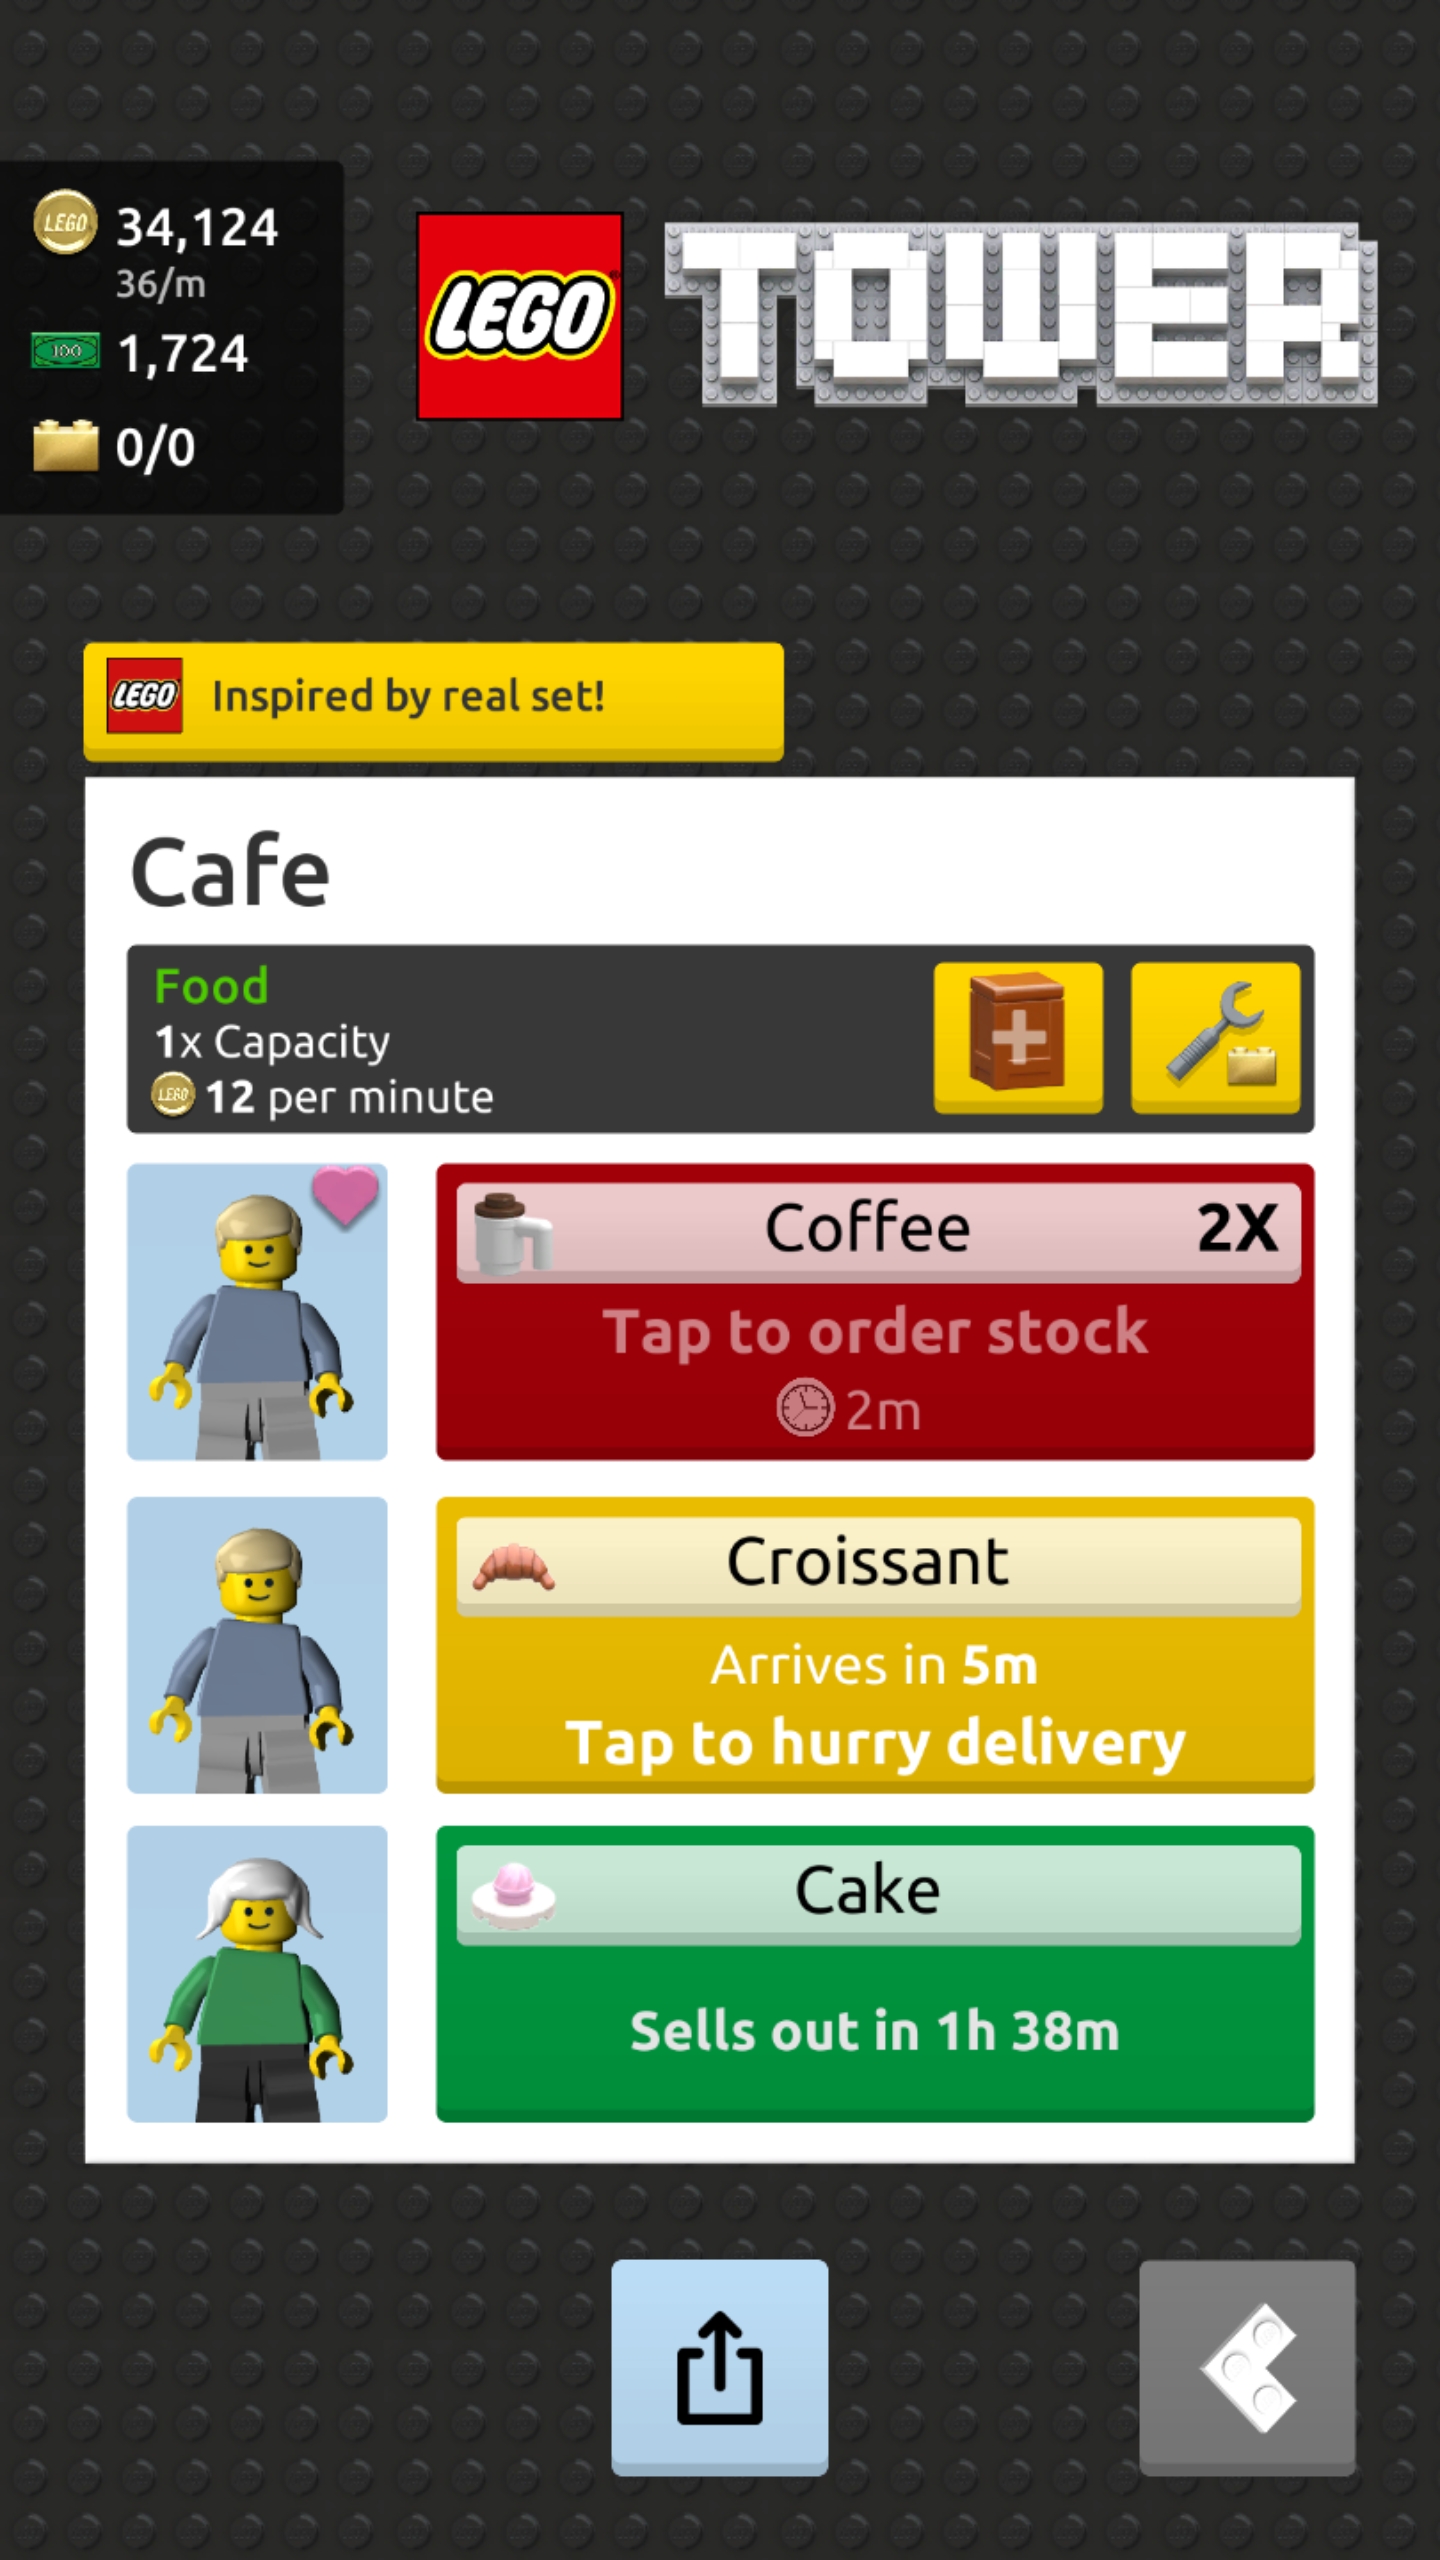 LEGO
34,124
36/m
100
1,724
0/0
LEGO
TOWER
LEGO
Inspired by real set!
Cafe
Food
1x Capacity
LEGO
12 per minute
Coffee 2X
Tap to order stock
2m
Croissant
Arrives in 5m
Tap to hurry delivery
Cake
Sells out in 1h 38m